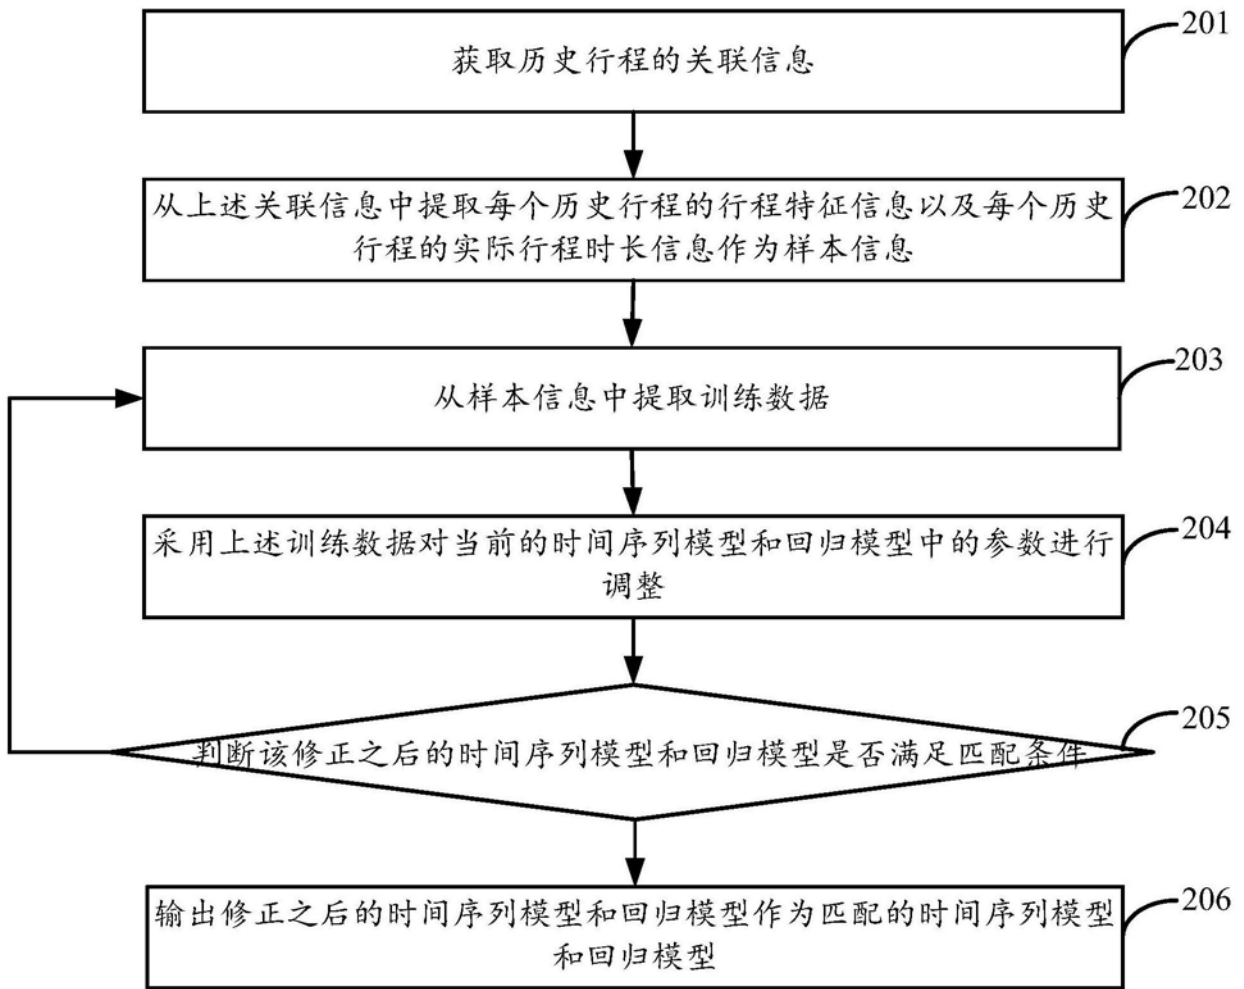 获取历史行程的关联信息
201
从上述关联信息中提取每个历史行程的行程特征信息以及每个历史
行程的实际行程时长信息作为样本信息
202
从样本信息中提取训练数据
203
采用上述训练数据对当前的时间序列模型和回归模型中的参数进行
调整
204
判断该修正之后的时间序列模型和回归模型是否满足匹配条件
205
输出修正之后的时间序列模型和回归模型作为匹配的时间序列模型
和回归模型
206